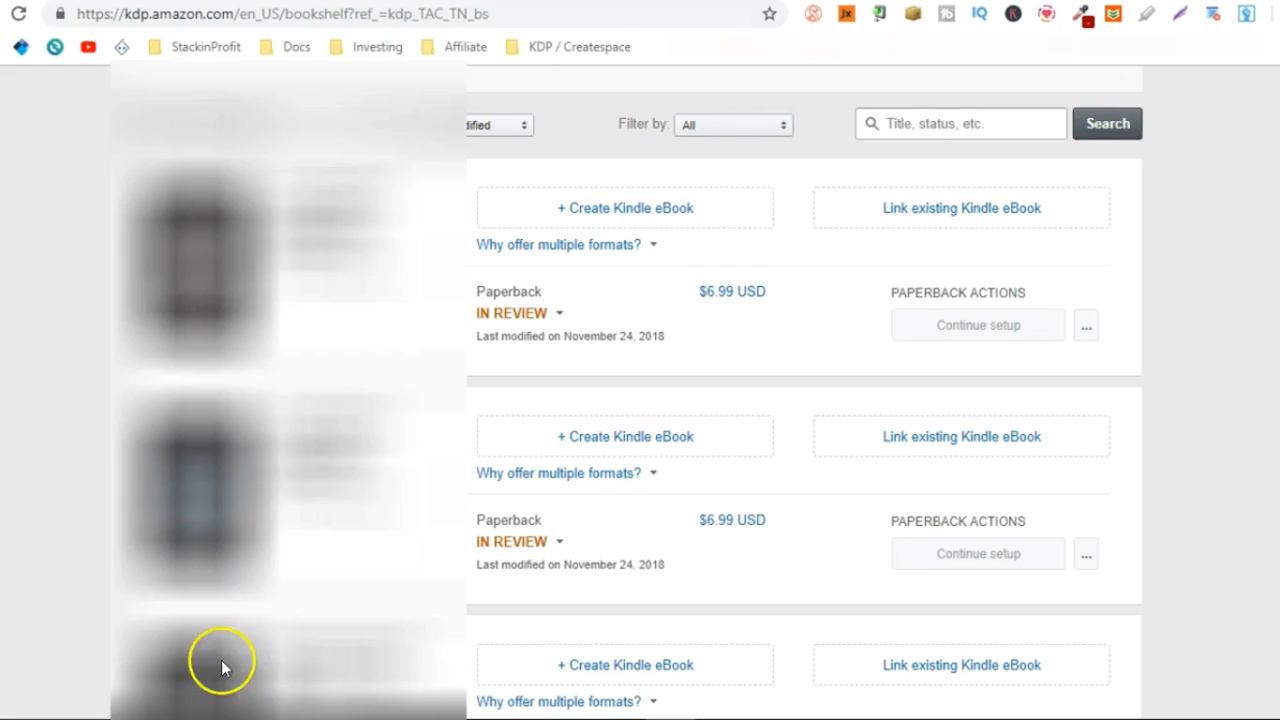 https://kdp.amazon.com/en_US/bookshelf?ref_=kdp_TAC_TN_bs
StackinProfit Docs Investing Affiliate KDP / Createspace
dified Filter by: All Title, status, etc. Search
+ Create Kindle eBook Link existing Kindle eBook
Why offer multiple formats?
Paperback $6.99 USD PAPERBACK ACTIONS
IN REVIEW Continue setup ...
Last modified on November 24, 2018
+ Create Kindle eBook Link existing Kindle eBook
Why offer multiple formats?
Paperback $6.99 USD PAPERBACK ACTIONS
IN REVIEW Continue setup ...
Last modified on November 24, 2018
+ Create Kindle eBook Link existing Kindle eBook
Why offer multiple formats?